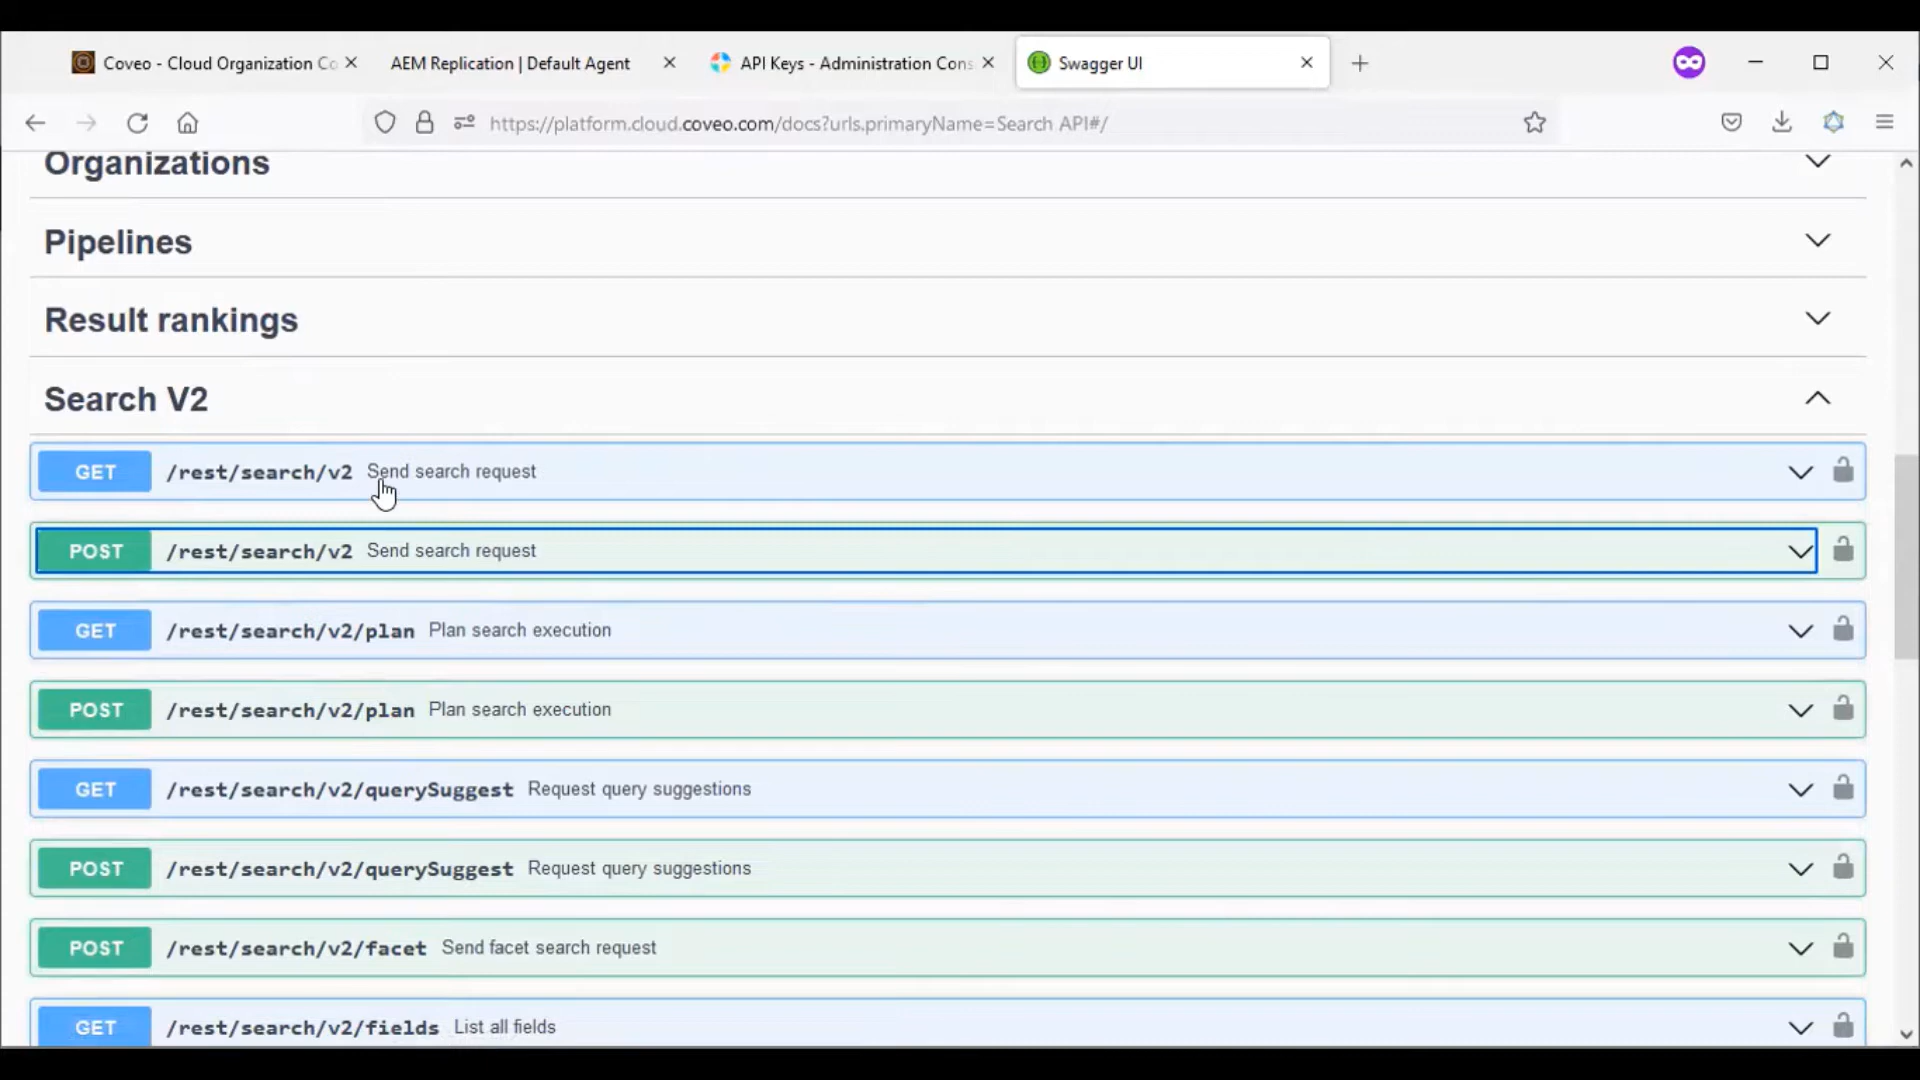 Coveo - Cloud Organization Co
AEM Replication | Default Agent
API Keys - Administration Cons
Swagger UI
https://platform.cloud.coveo.com/docs?urls.primaryName=Search API#/
Organizations
Pipelines
Result rankings
Search V2
GET /rest/search/v2 Send search request
POST /rest/search/v2 Send search request
GET /rest/search/v2/plan Plan search execution
POST /rest/search/v2/plan Plan search execution
GET /rest/search/v2/querySuggest Request query suggestions
POST /rest/search/v2/querySuggest Request query suggestions
POST /rest/search/v2/facet Send facet search request
GET /rest/search/v2/fields List all fields